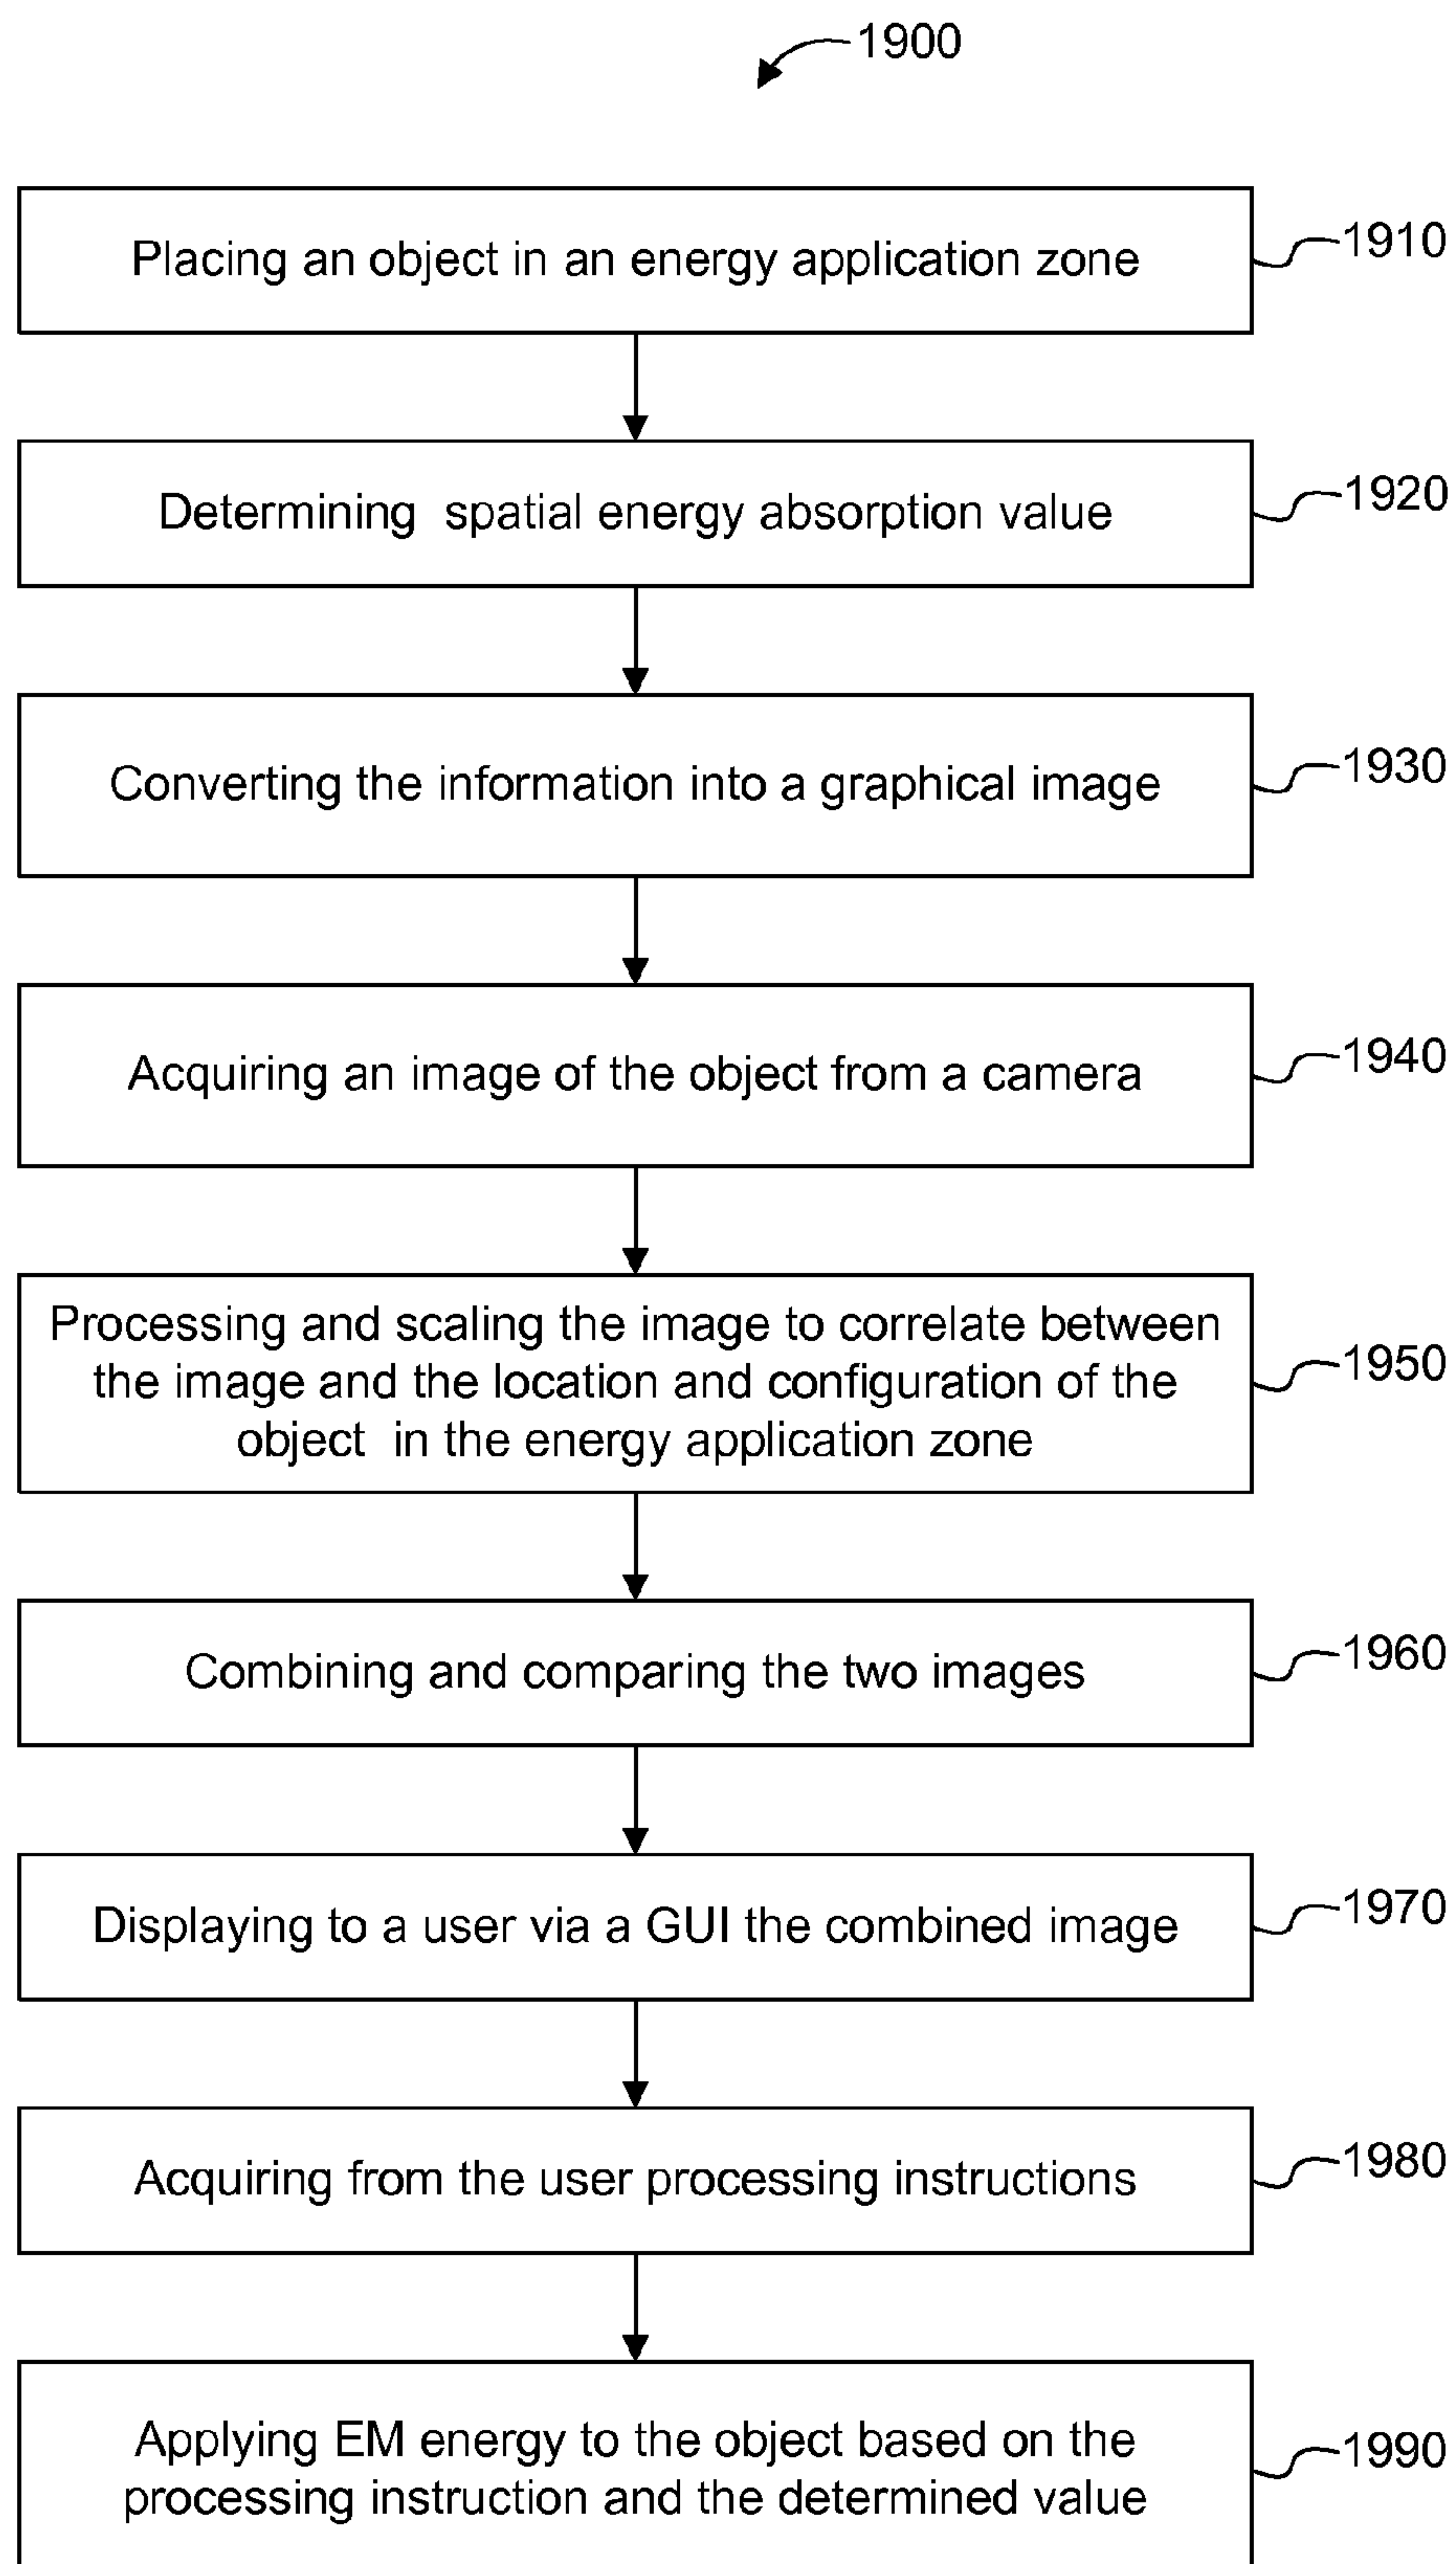 1900
Placing an object in an energy application zone
1910
Determining spatial energy absorption value
1920
Converting the information into a graphical image
1930
Acquiring an image of the object from a camera
1940
Processing and scaling the image to correlate between
the image and the location and configuration of the
object in the energy application zone
1950
Combining and comparing the two images
1960
Displaying to a user via a GUI the combined image
1970
Acquiring from the user processing instructions
1980
Applying EM energy to the object based on the
processing instruction and the determined value
1990